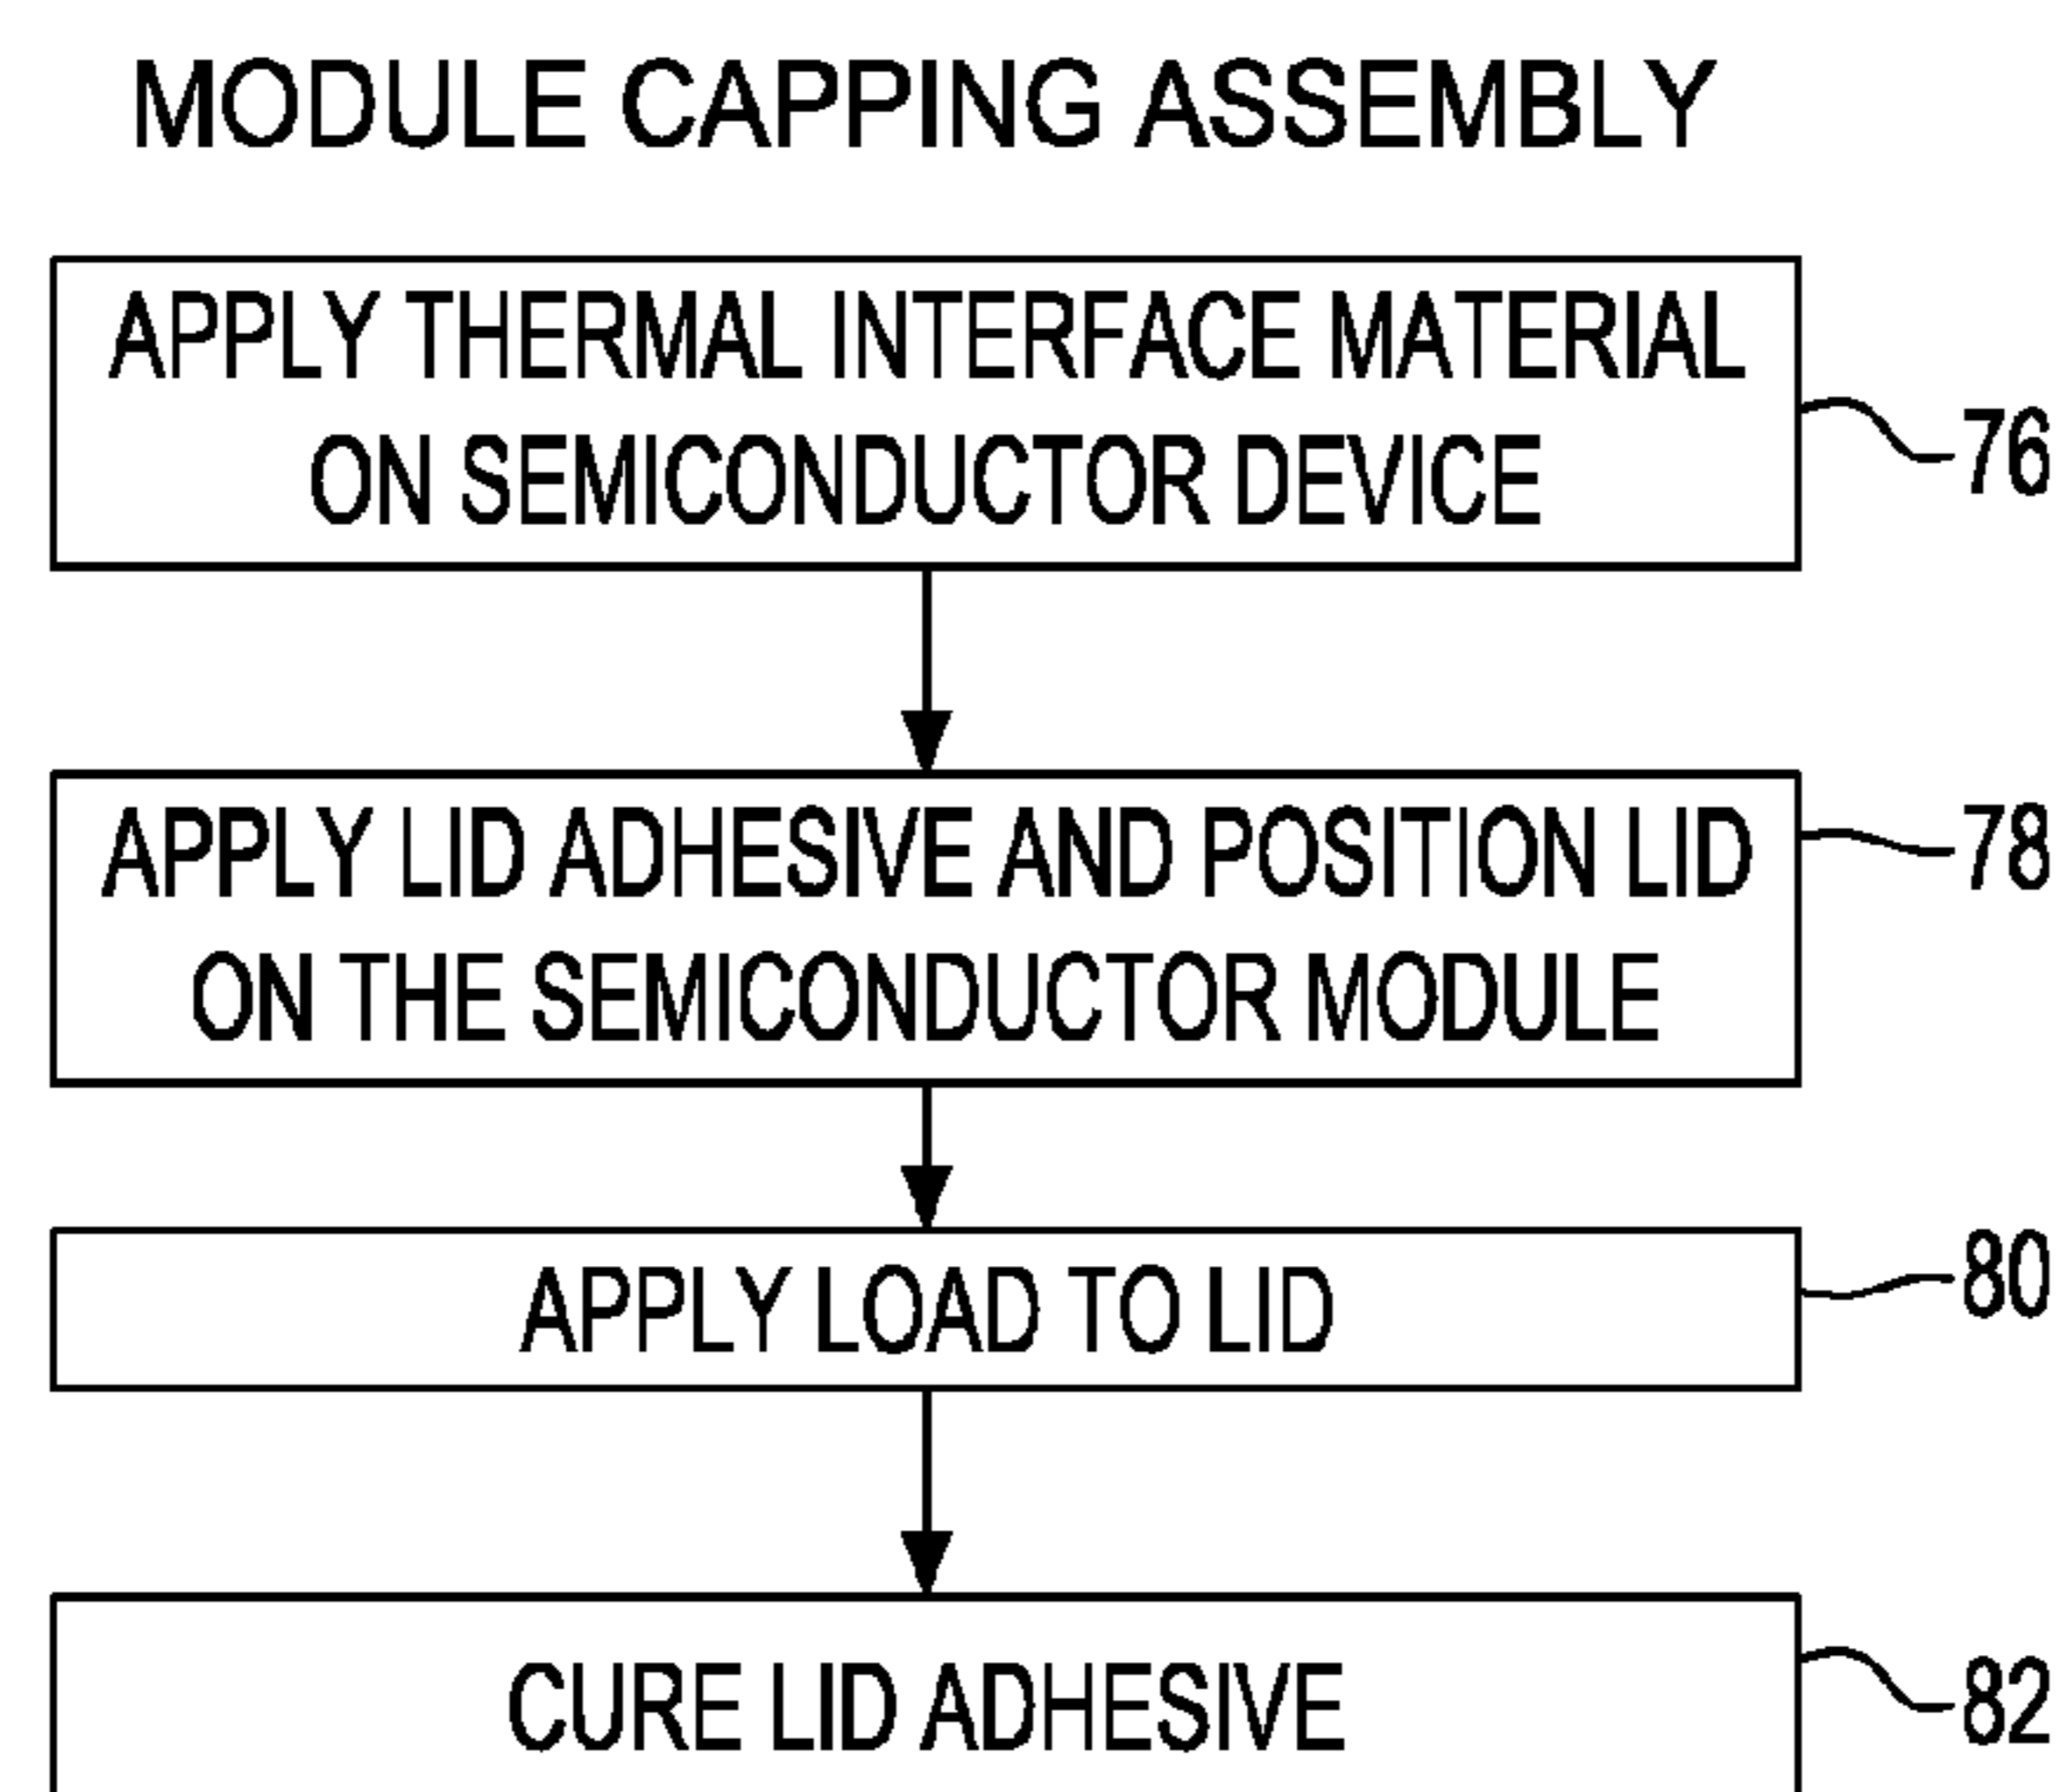 MODULE CAPPING ASSEMBLY
APPLY THERMAL INTERFACE MATERIAL
ON SEMICONDUCTOR DEVICE
76
APPLY LID ADHESIVE AND POSITION LID
ON THE SEMICONDUCTOR MODULE
78
APPLY LOAD TO LID
80
CURE LID ADHESIVE
82